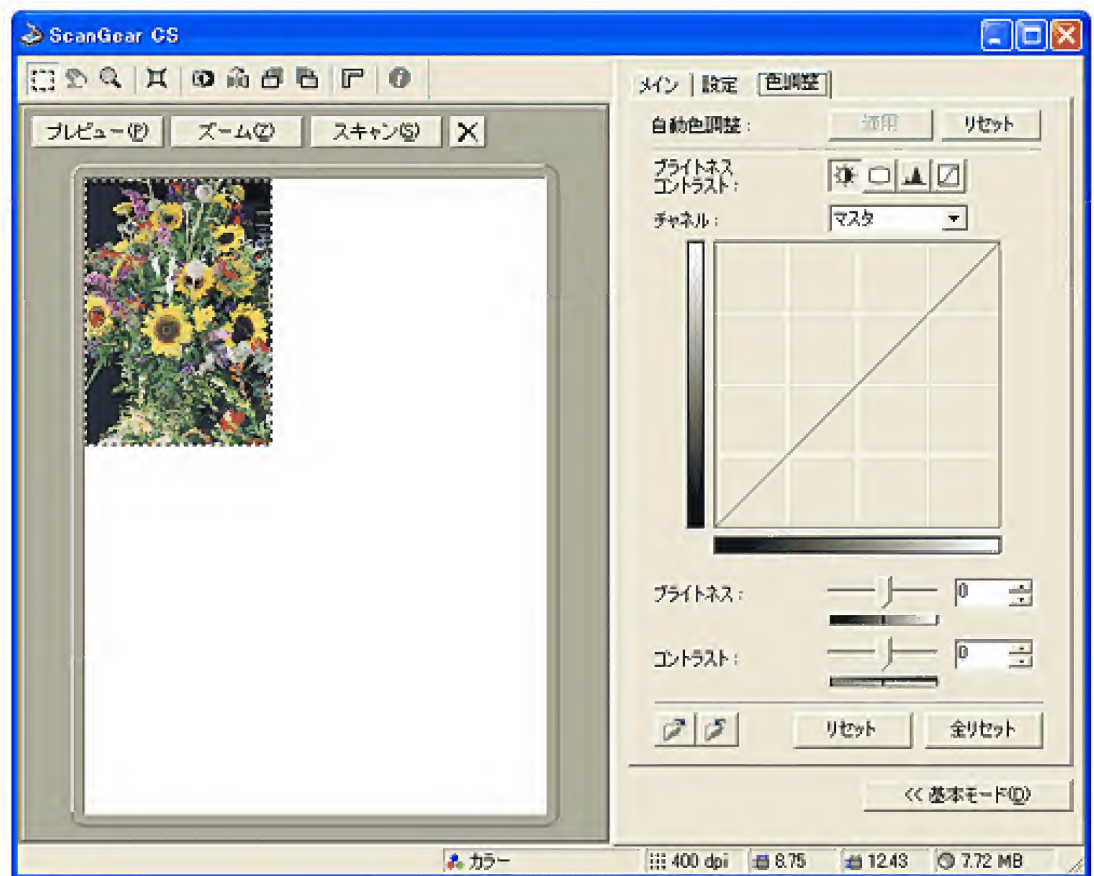 ScanGear CS
プレビュー(P) ズーム(Z) スキャン(S)
メイン 設定 色調整
自動色調整: 適用 リセット
ブライトネス
コントラスト:
チャネル: マスタ
ブライトネス: 0
コントラスト: 0
リセット 全リセット
<< 基本モード(D)
カラー 400 dpi 8.75 12.43 7.72 MB